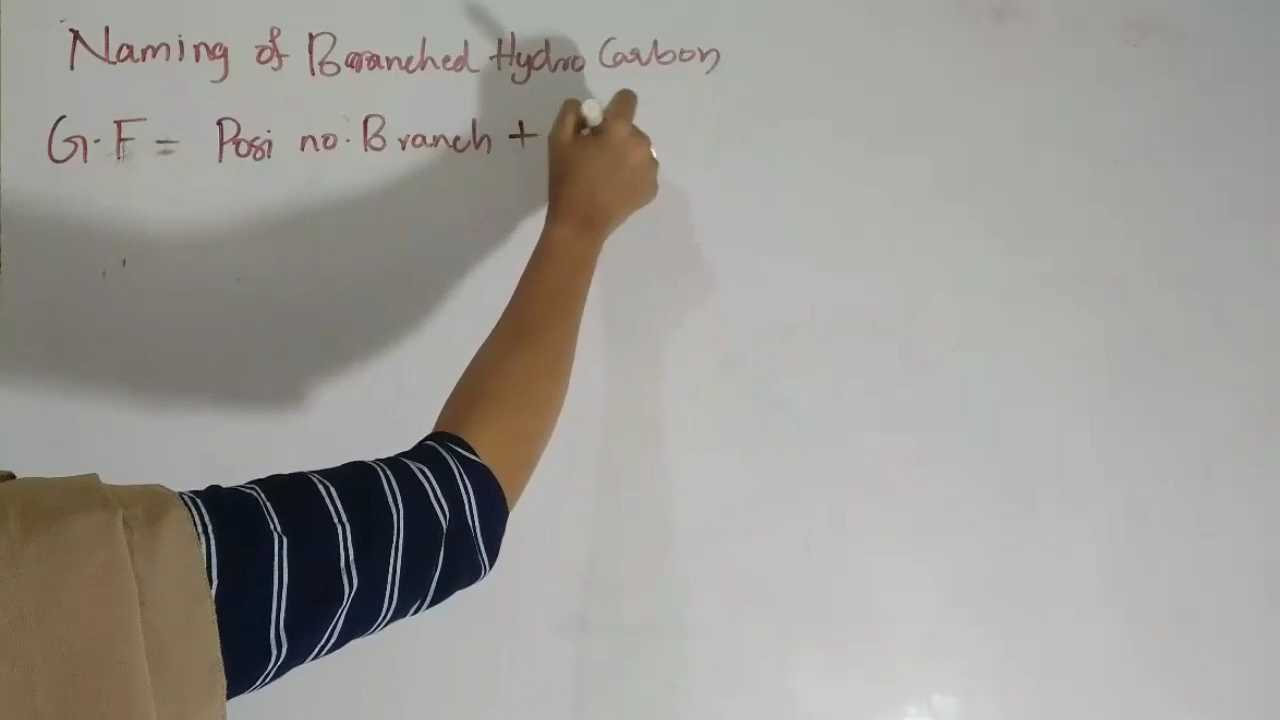 Naming of Branched Hydro Carbon
G.F = Posi no. Branch +